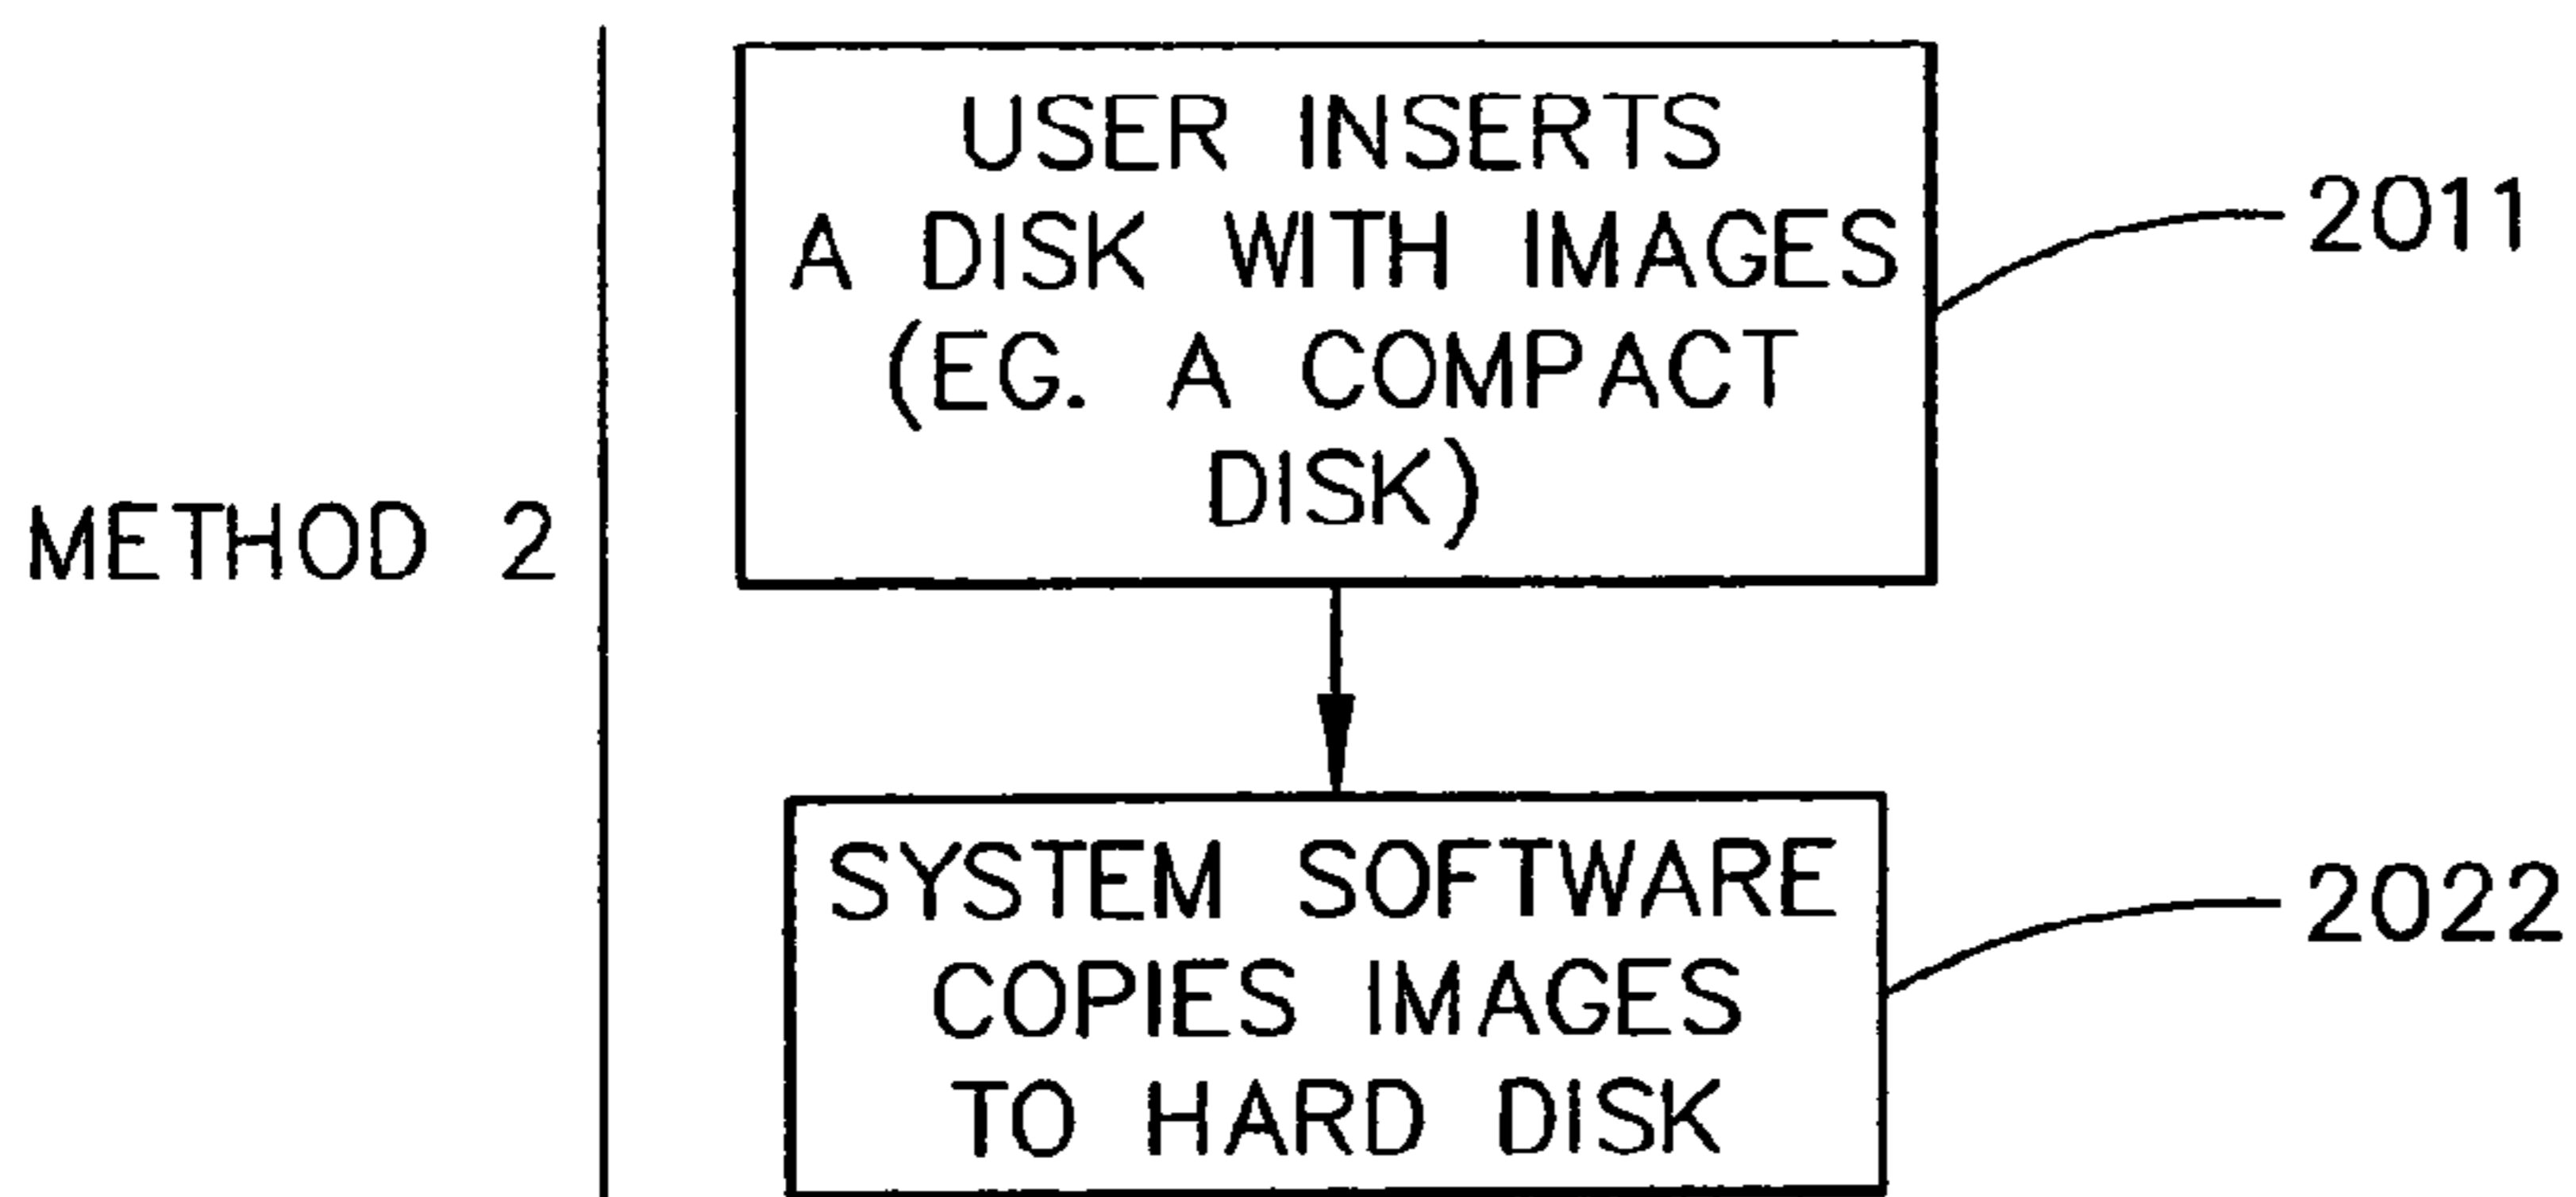 METHOD 2
USER INSERTS
A DISK WITH IMAGES
(EG. A COMPACT
DISK)
2011
SYSTEM SOFTWARE
COPIES IMAGES
TO HARD DISK
2022